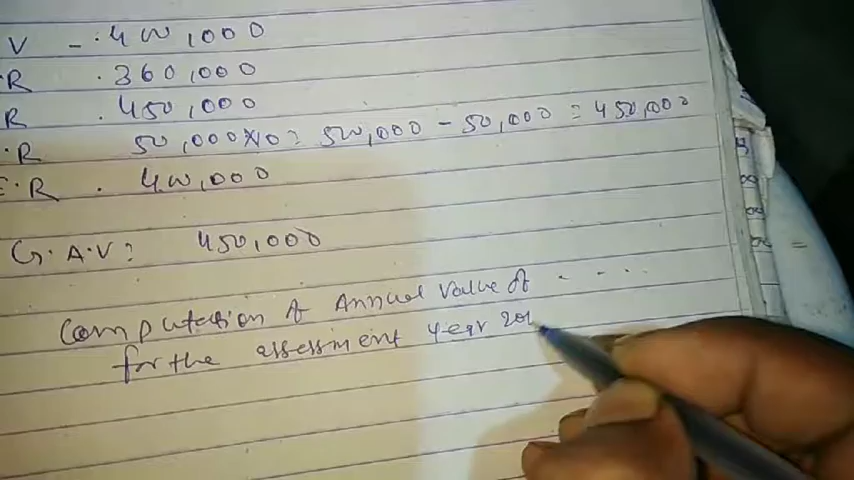 V - : 400,000
R . 360,000
R . 450,000
.R 50,000 X 10 = 500,000 - 50,000 = 450,000
E.R . 400,000
G.A.V : 450,000
Computation of Annual Value of - - . .
for the assessment year 201